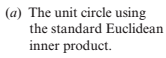 (a) The unit circle using
the standard Euclidean
inner product.